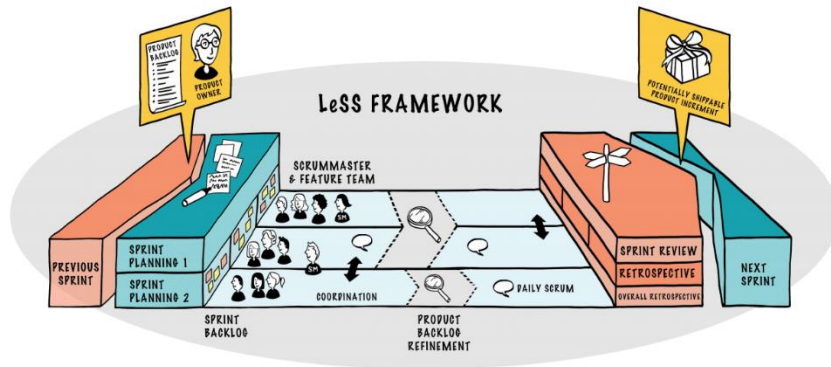 PRODUCT
BACKLOG
PRODUCT
OWNER
POTENTIALLY SHIPPABLE
PRODUCT INCREMENT
LeSS FRAMEWORK
SCRUMMASTER
& FEATURE TEAM
SM
SM
PREVIOUS
SPRINT
SPRINT
PLANNING 1
SPRINT
PLANNING 2
SPRINT
BACKLOG
COORDINATION
PRODUCT
BACKLOG
REFINEMENT
DAILY SCRUM
SPRINT REVIEW
RETROSPECTIVE
OVERALL RETROSPECTIVE
NEXT
SPRINT